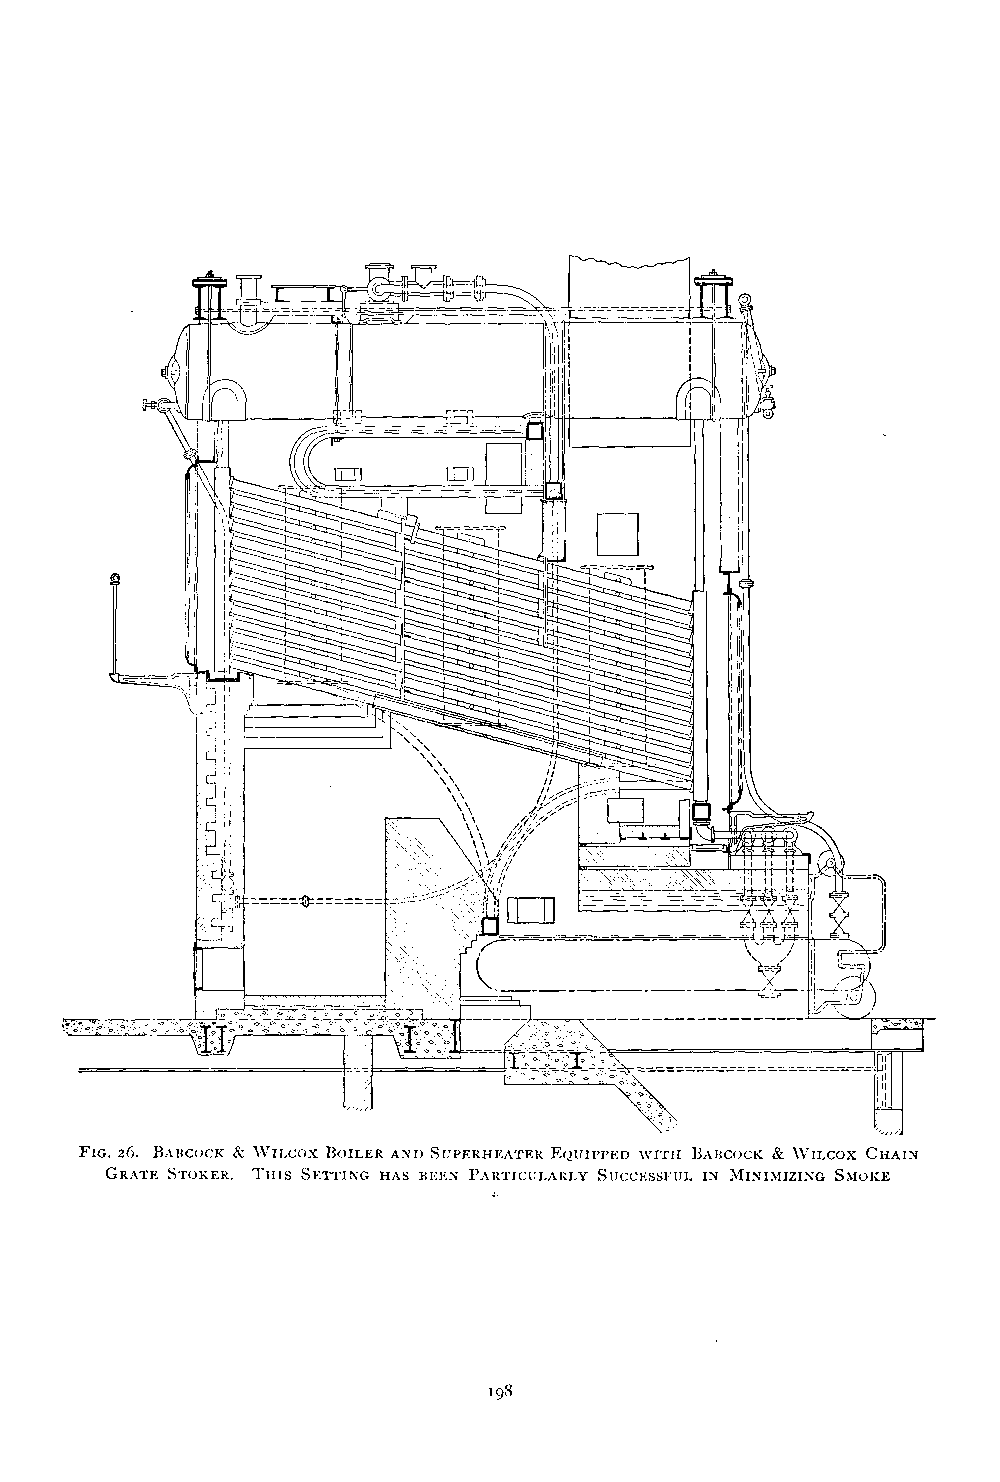 Fig. 26. Babcock & Wilcox Boiler and Superheater Equipped with Babcock & Wilcox Chain
Grate Stoker. This Setting has been Particularly Successful in Minimizing Smoke
198